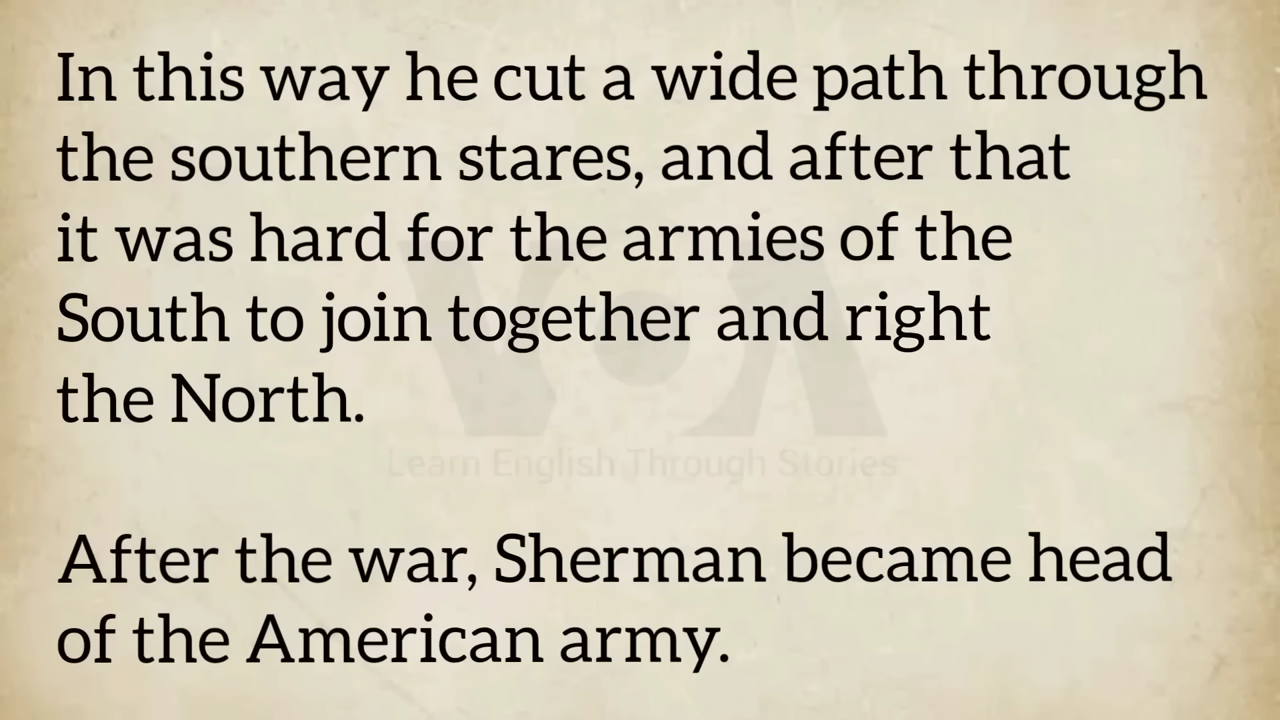 In this way he cut a wide path through
the southern stares, and after that
it was hard for the armies of the
South to join together and right
the North.
VOA
Learn English Through Stories
After the war, Sherman became head
of the American army.